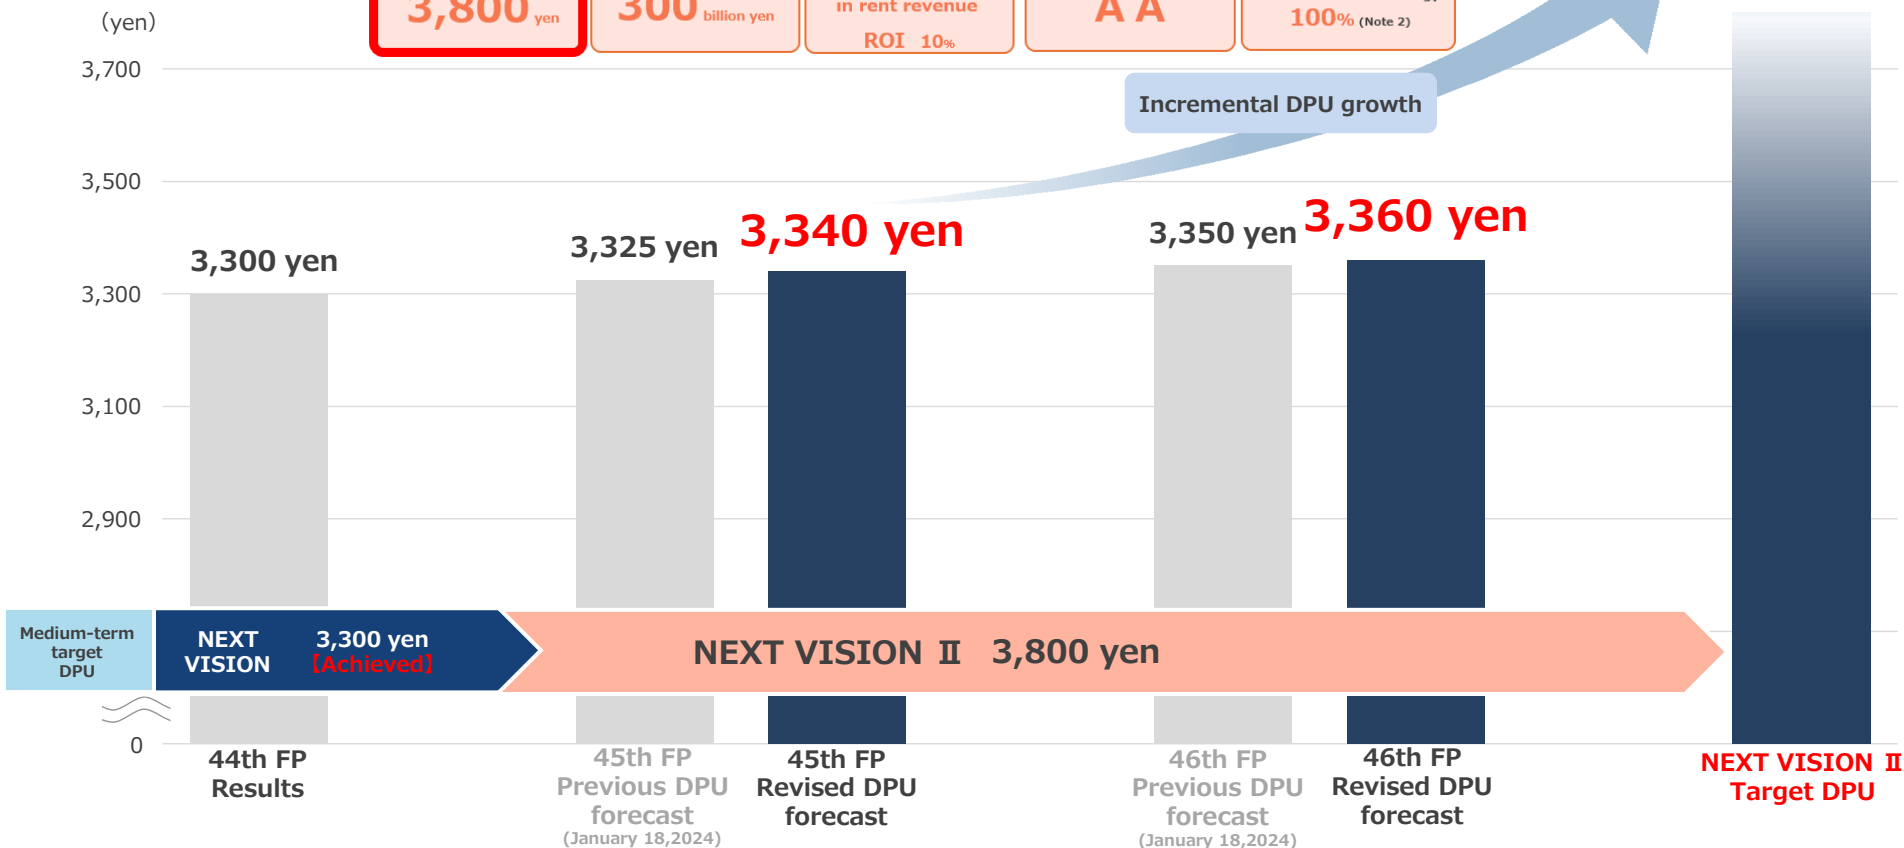 3,800 yen
300 billion yen
in rent revenue
ROI 10%
AA
100% (Note 2)
(yen)
3,700
3,500
3,300
3,100
2,900
0
Incremental DPU growth
3,300 yen
3,325 yen
3,340 yen
3,350 yen
3,360 yen
Medium-term
target
DPU
NEXT
VISION
3,300 yen
【Achieved】
NEXT VISION Ⅱ 3,800 yen
44th FP
Results
45th FP
Previous DPU
forecast
(January 18,2024)
45th FP
Revised DPU
forecast
46th FP
Previous DPU
forecast
(January 18,2024)
46th FP
Revised DPU
forecast
NEXT VISION Ⅱ
Target DPU